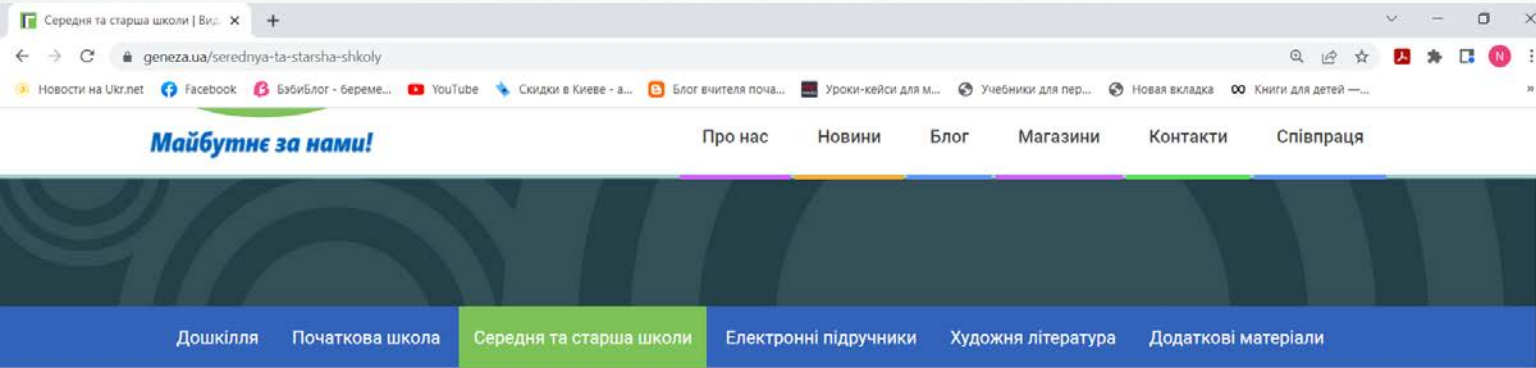 Середня та старша школи | Вид
geneza.ua/serednya-ta-starsha-shkoly
N
Новости на Ukr.net Facebook БэбиБлог - береме... YouTube Скидки в Киеве - а... Блог вчителя поча... Уроки-кейси для м... Учебники для пер... Новая вкладка Книги для детей —... »
Майбутнє за нами! Про нас Новини Блог Магазини Контакти Співпраця
Дошкілля Початкова школа Середня та старша школи Електронні підручники Художня література Додаткові матеріали